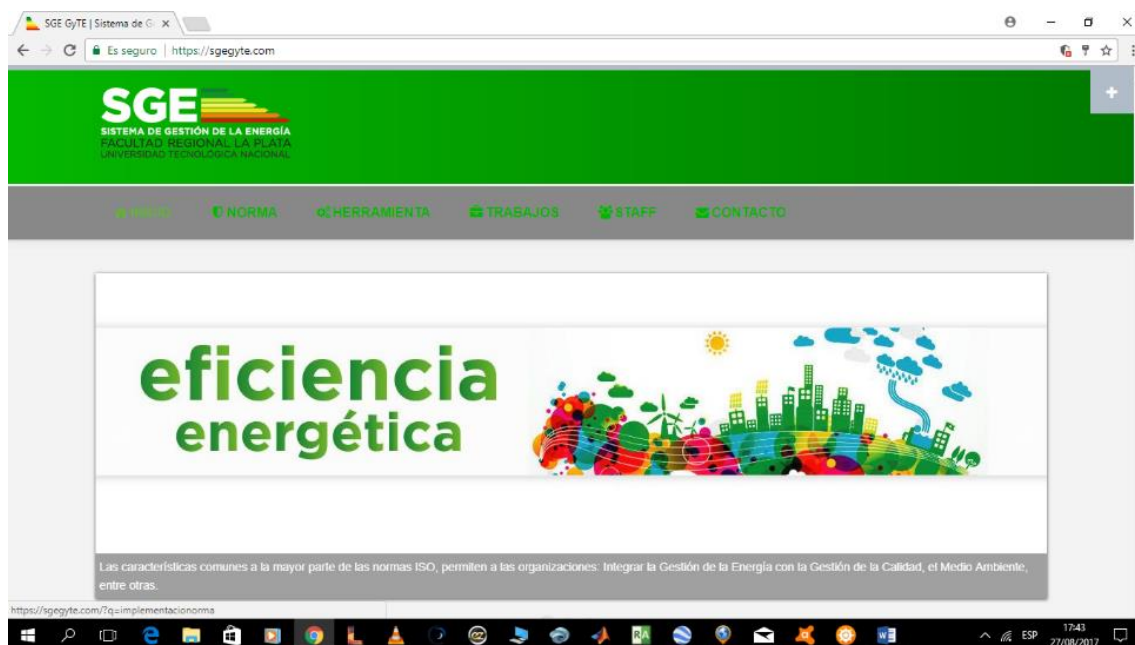 SGE GyTE | Sistema de G
Es seguro | https://sgegyte.com
SGE
SISTEMA DE GESTIÓN DE LA ENERGÍA
FACULTAD REGIONAL LA PLATA
UNIVERSIDAD TECNOLÓGICA NACIONAL
INICIO NORMA HERRAMIENTA TRABAJOS STAFF CONTACTO
eficiencia
energética
Las características comunes a la mayor parte de las normas ISO, permiten a las organizaciones: Integrar la Gestión de la Energía con la Gestión de la Calidad, el Medio Ambiente,
entre otras.
https://sgegyte.com/?q=implementacionorma
ESP
17:43
27/08/2017